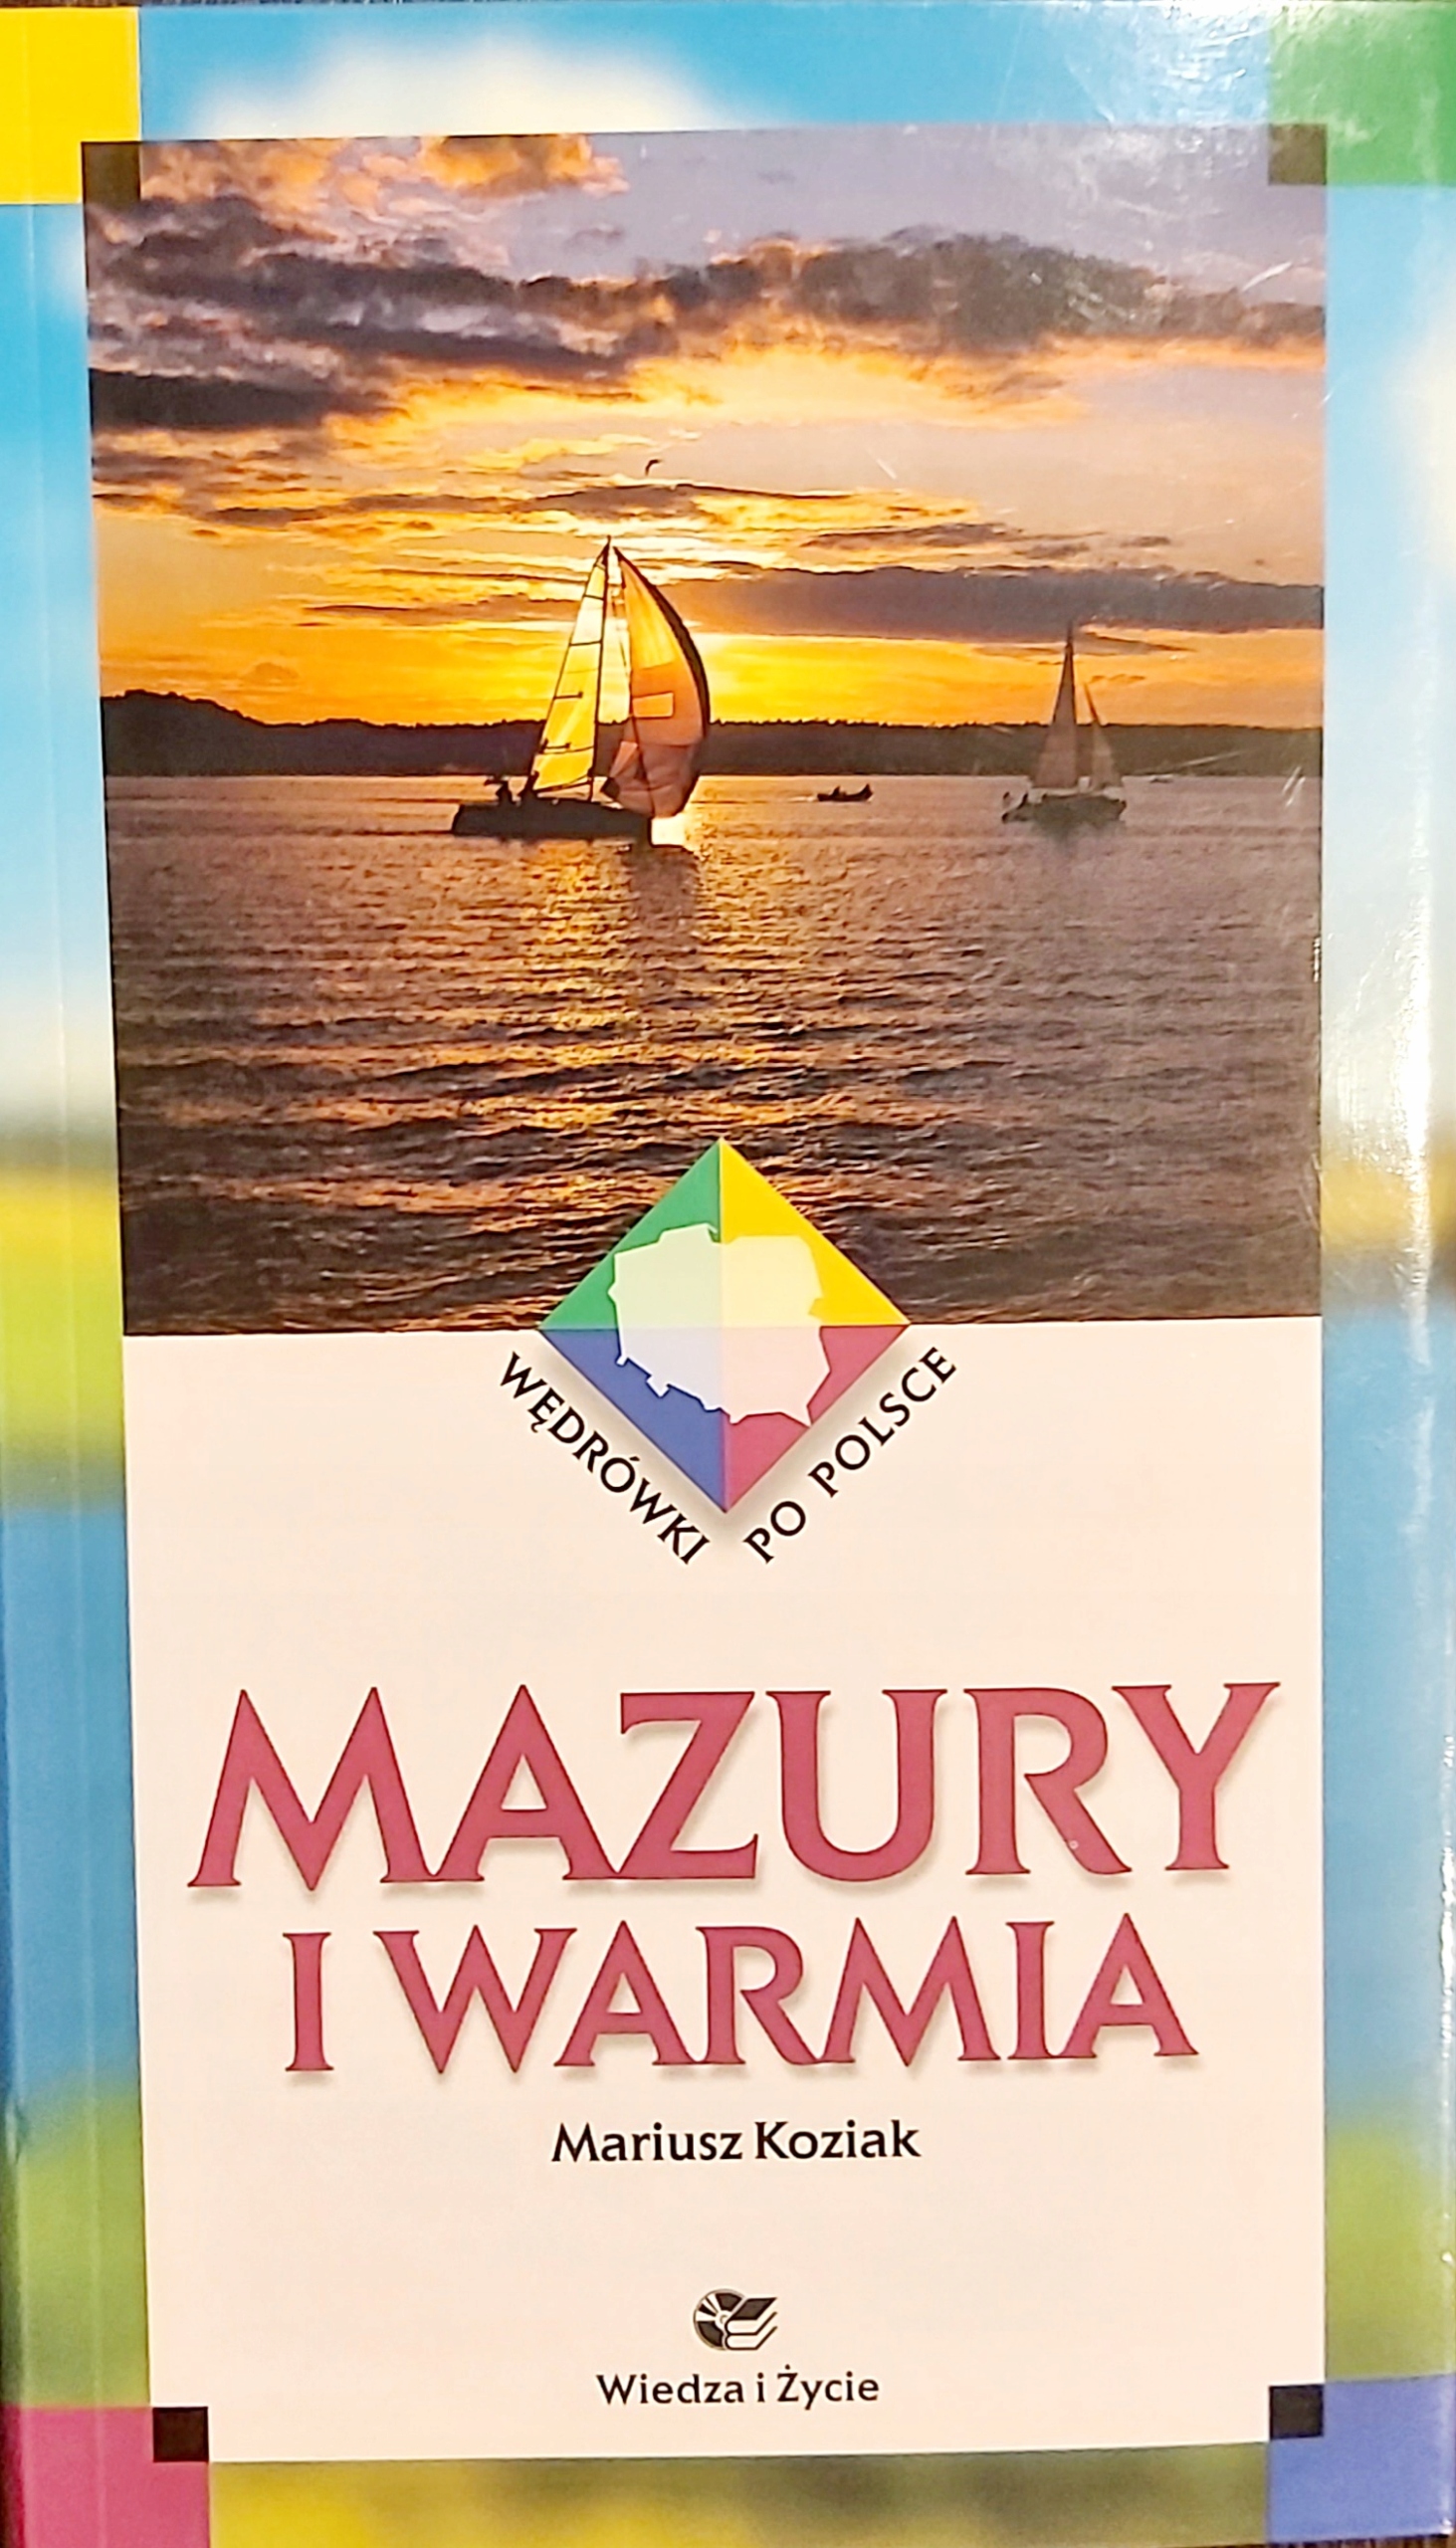 WĘDRÓWKI PO POLSCE
MAZURY
I WARMIA
Mariusz Koziak
Wiedza i Życie